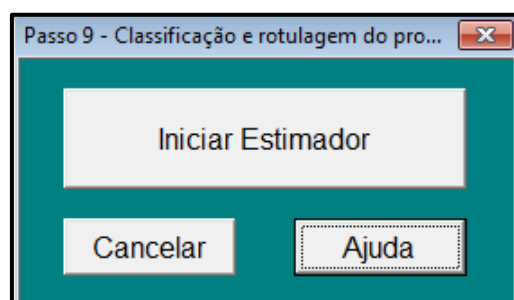 Passo 9 - Classificação e rotulagem do pro...
Iniciar Estimador
Cancelar
Ajuda